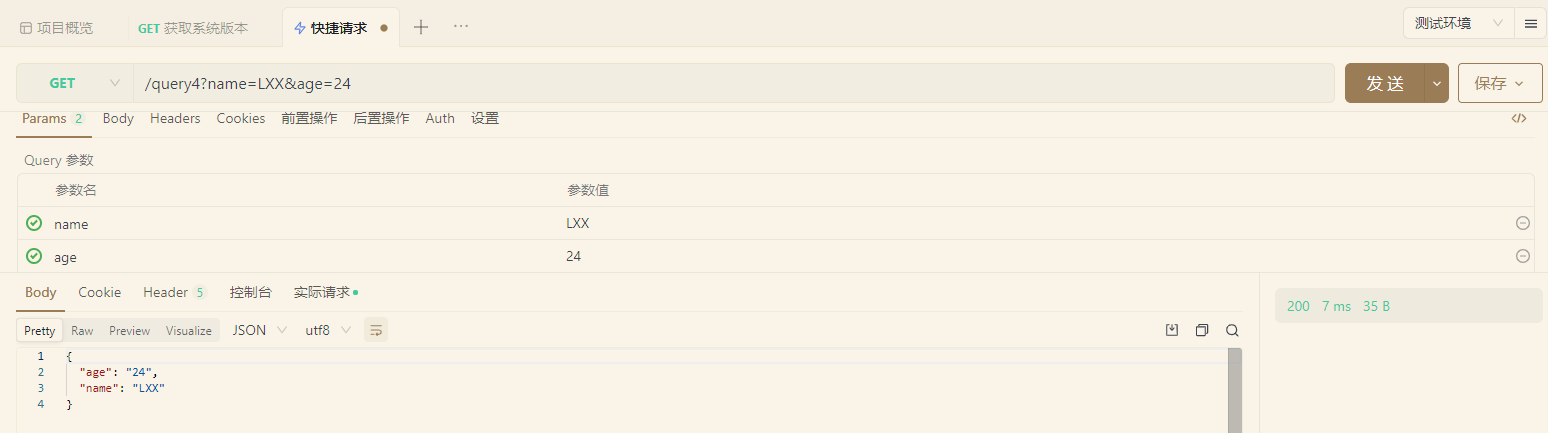 项目概览 GET 获取系统版本 快捷请求 测试环境
GET /query4?name=LXX&age=24 发送 保存
Params 2 Body Headers Cookies 前置操作 后置操作 Auth 设置 </>
Query 参数
参数名 参数值
name LXX
age 24
Body Cookie Header 5 控制台 实际请求
200 7 ms 35 B
Pretty Raw Preview Visualize JSON utf8
1 {
2 "age": "24",
3 "name": "LXX"
4 }